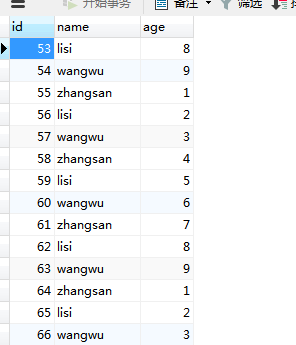 开始事务 备注 筛选
id name age
53 lisi 8
54 wangwu 9
55 zhangsan 1
56 lisi 2
57 wangwu 3
58 zhangsan 4
59 lisi 5
60 wangwu 6
61 zhangsan 7
62 lisi 8
63 wangwu 9
64 zhangsan 1
65 lisi 2
66 wangwu 3